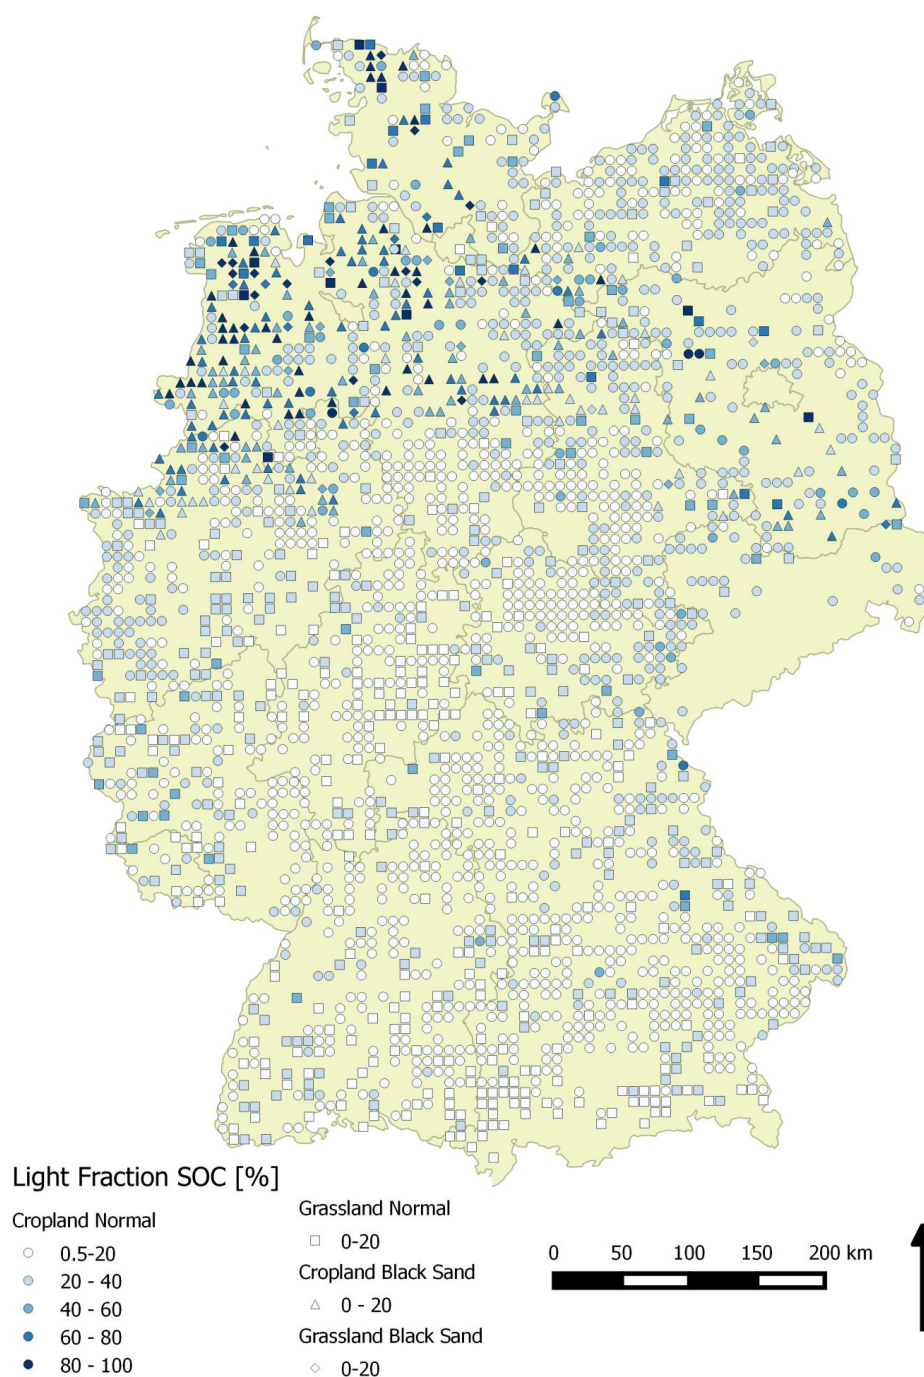 Light Fraction SOC [%]
Cropland Normal
0.5-20
20 - 40
40 - 60
60 - 80
80 - 100
Grassland Normal
0-20
Cropland Black Sand
0 - 20
Grassland Black Sand
0-20
0 50 100 150 200 km